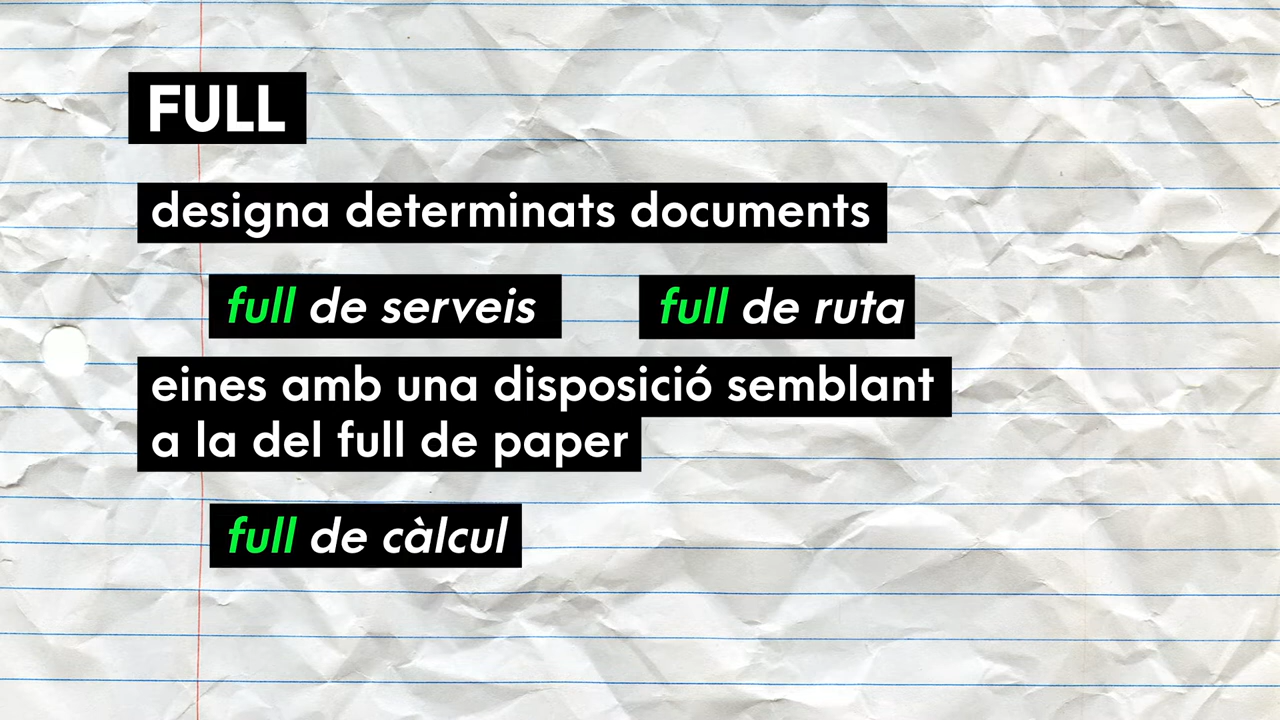 FULL
designa determinats documents
full de serveis
full de ruta
eines amb una disposició semblant
a la del full de paper
full de càlcul